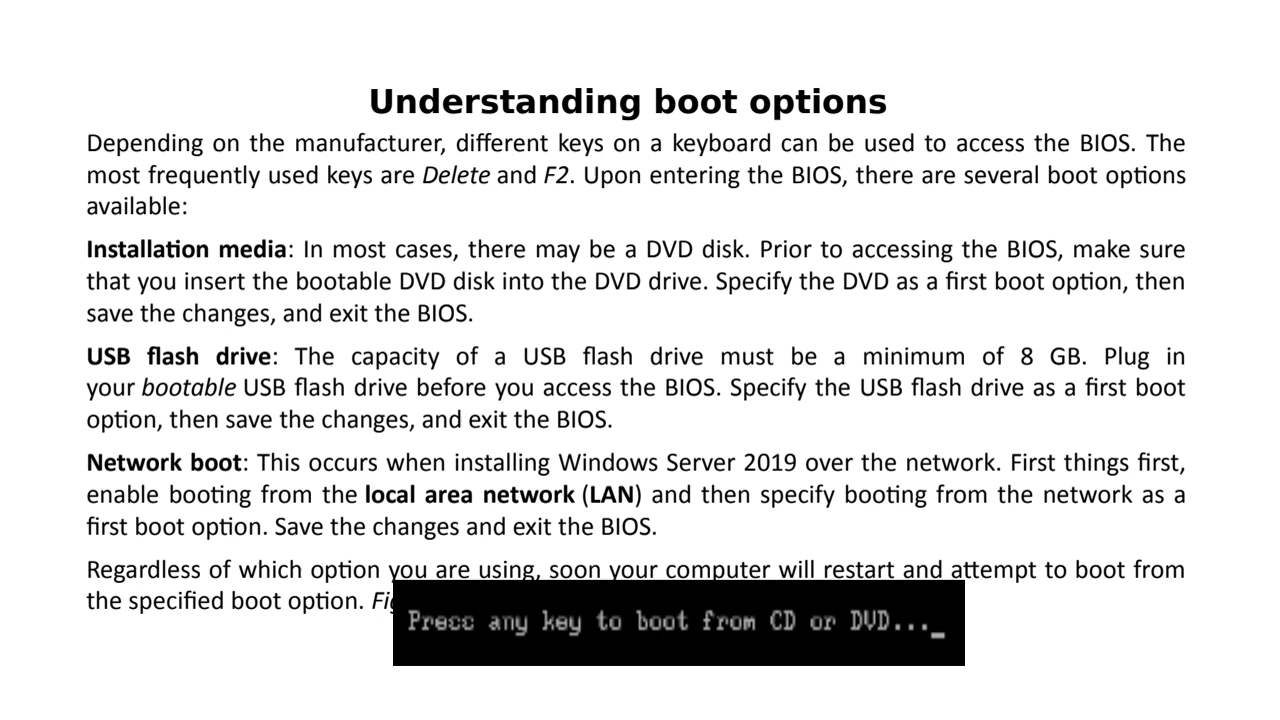 Understanding boot options
Depending on the manufacturer, different keys on a keyboard can be used to access the BIOS. The
most frequently used keys are Delete and F2. Upon entering the BIOS, there are several boot options
available:
Installation media: In most cases, there may be a DVD disk. Prior to accessing the BIOS, make sure
that you insert the bootable DVD disk into the DVD drive. Specify the DVD as a first boot option, then
save the changes, and exit the BIOS.
USB flash drive: The capacity of a USB flash drive must be a minimum of 8 GB. Plug in
your bootable USB flash drive before you access the BIOS. Specify the USB flash drive as a first boot
option, then save the changes, and exit the BIOS.
Network boot: This occurs when installing Windows Server 2019 over the network. First things first,
enable booting from the local area network (LAN) and then specify booting from the network as a
first boot option. Save the changes and exit the BIOS.
Regardless of which option you are using, soon your computer will restart and attempt to boot from
the specified boot option.
Press any key to boot from CD or DVD..._